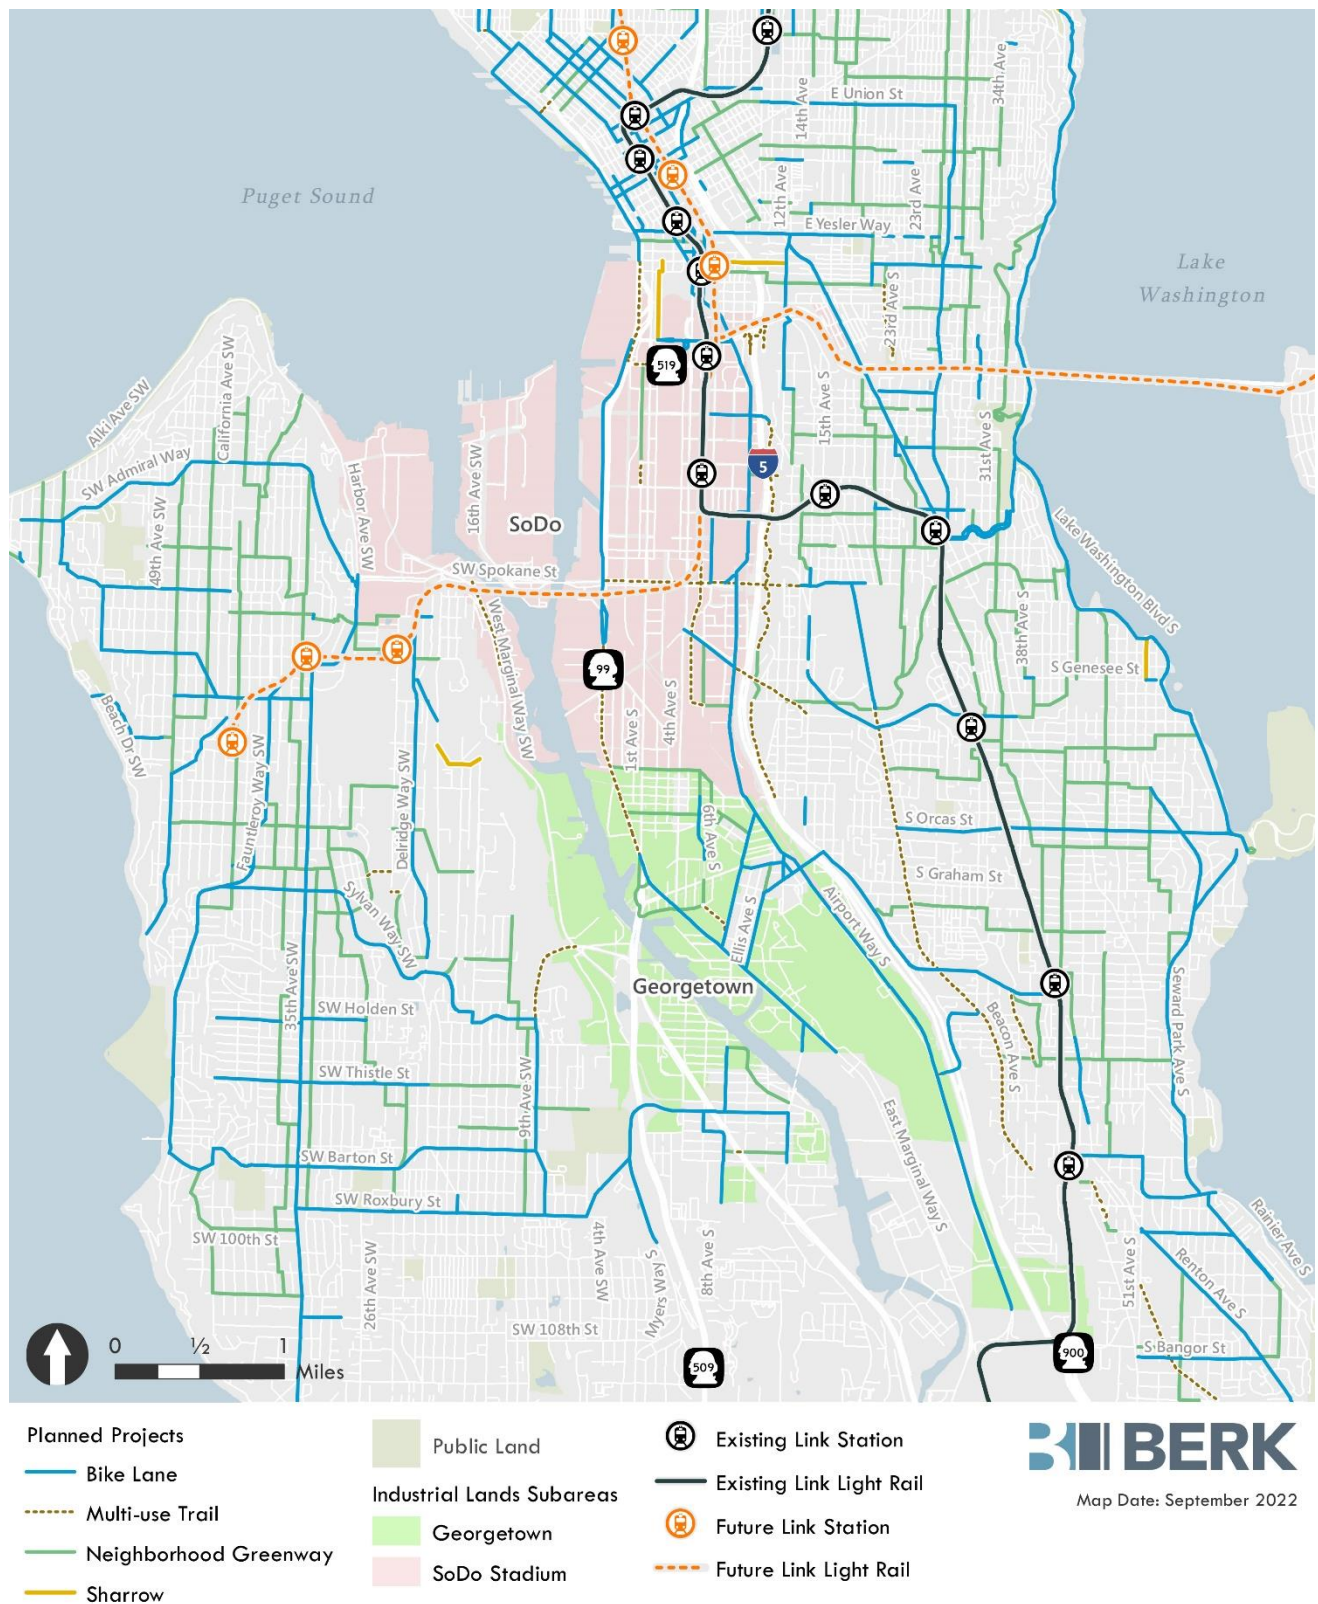 E Union St
34th Ave
14th Ave
Puget Sound
12th Ave
23rd Ave
E Yesler Way
Lake
Washington
23rd Ave S
519
California Ave SW
Alki Ave SW
15th Ave S
31st Ave S
SW Admiral Way
Harbor Ave SW
16th Ave SW
5
49th Ave SW
SoDo
Lake Washington Blvd S
SW Spokane St
38th Ave S
West Marginal Way SW
S Genesee St
99
1st Ave S
4th Ave S
Beach Dr SW
Fauntleroy Way SW
Delridge Way SW
6th Ave S
S Orcas St
S Graham St
Sylvan Way SW
Ellis Ave S
Airport Way S
35th Ave SW
Georgetown
SW Holden St
Beacon Ave S
Seward Park Ave S
SW Thistle St
9th Ave SW
East Marginal Way S
SW Barton St
SW Roxbury St
SW 100th St
26th Ave SW
4th Ave SW
Myers Way S
8th Ave S
51st Ave S
Renton Ave S
Rainier Ave S
SW 108th St
S Bangor St
509
900
0 ½ 1
Miles
Planned Projects
Bike Lane
Multi-use Trail
Neighborhood Greenway
Sharrow
Public Land
Industrial Lands Subareas
Georgetown
SoDo Stadium
Existing Link Station
Existing Link Light Rail
Future Link Station
Future Link Light Rail
BERK
Map Date: September 2022